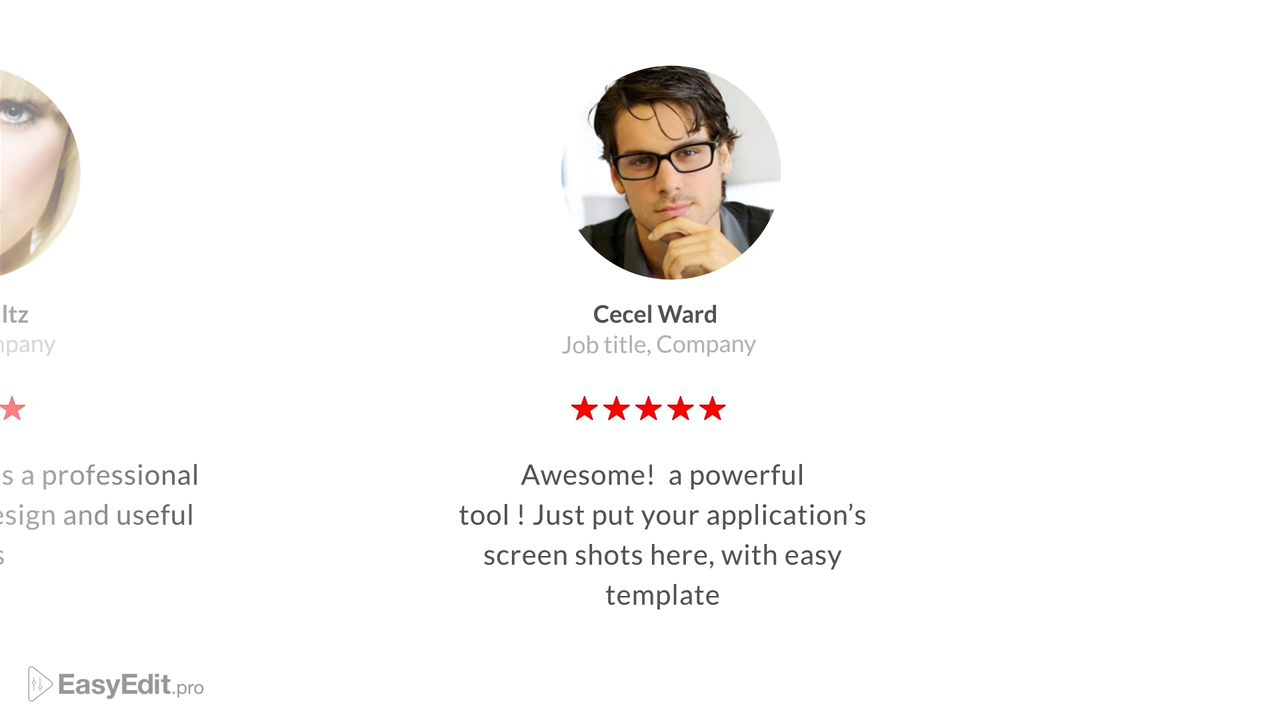 ltz
mpany
s a professional
esign and useful
s
Cecel Ward
Job title, Company
Awesome!  a powerful
tool ! Just put your application’s
screen shots here, with easy
template
EasyEdit.pro